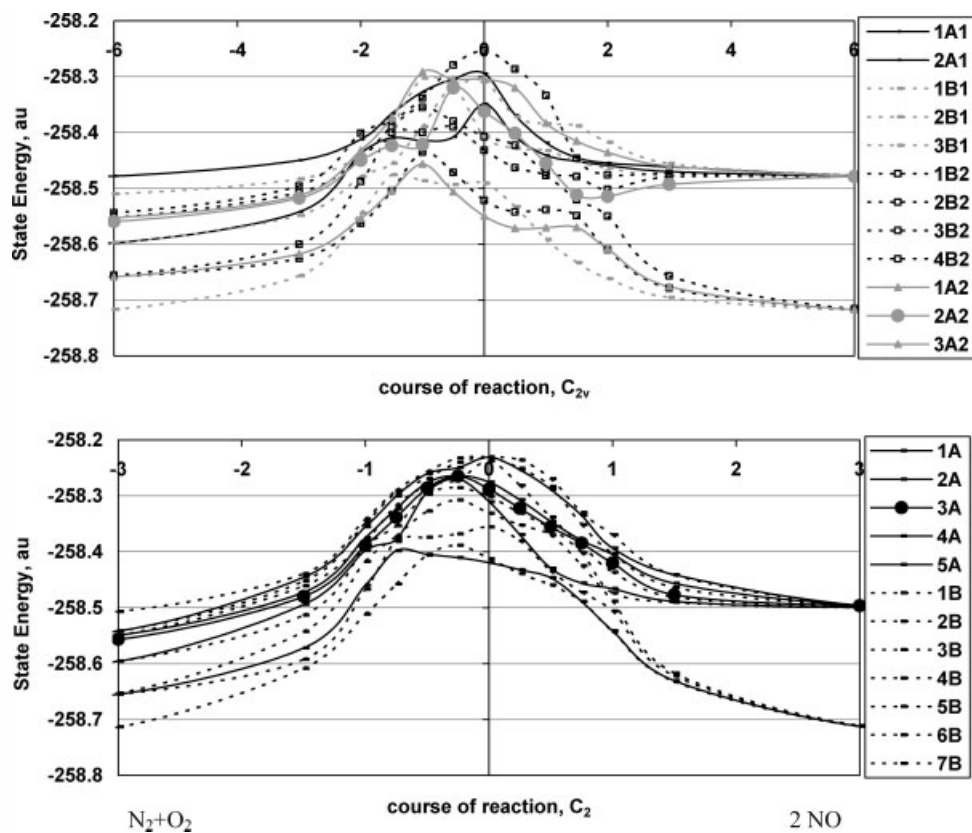 -258.2
-6 -4 -2 0 2 4 6
-258.3
-258.4
-258.5
-258.6
-258.7
-258.8
State Energy, au
course of reaction, C2v
1A1
2A1
1B1
2B1
3B1
1B2
2B2
3B2
4B2
1A2
2A2
3A2
-258.2
-3 -2 -1 0 1 2 3
-258.3
-258.4
-258.5
-258.6
-258.7
-258.8
State Energy, au
course of reaction, C2
1A
2A
3A
4A
5A
1B
2B
3B
4B
5B
6B
7B
N2+O2 2 NO